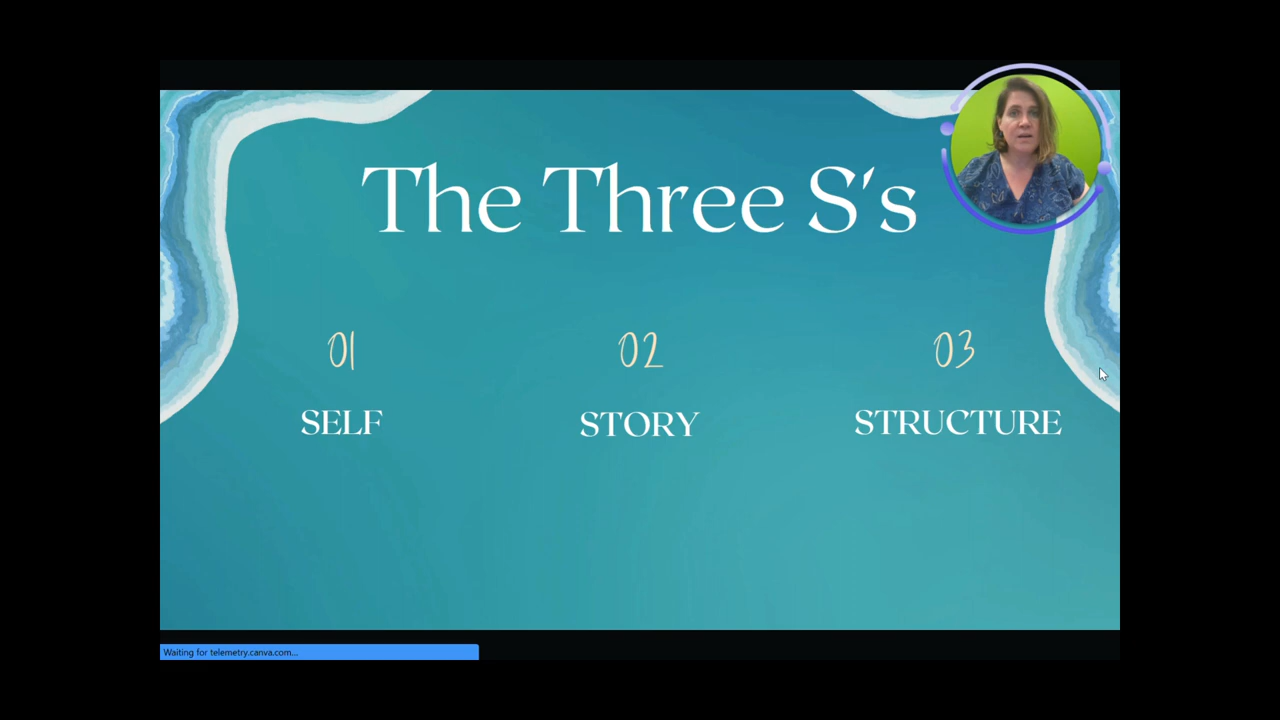 The Three S's
01
SELF
02
STORY
03
STRUCTURE
Waiting for telemetry.canva.com...